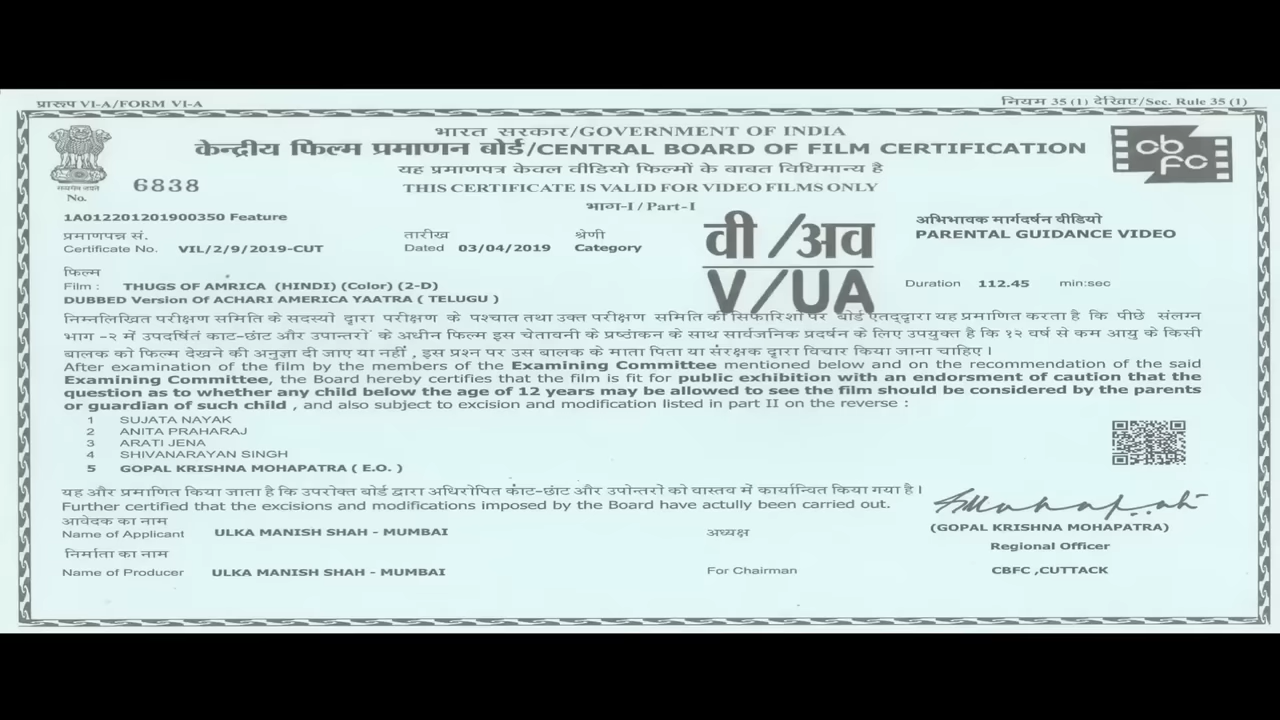 प्रारूप VI-A/FORM VI-A
नियम 35 (1) देखिए/Sec. Rule 35 (1)
भारत सरकार/GOVERNMENT OF INDIA
केन्द्रीय फिल्म प्रमाणन बोर्ड/CENTRAL BOARD OF FILM CERTIFICATION
cbfc
यह प्रमाणपत्र केवल वीडियो फिल्मों के बाबत विधिमान्य है
सत्यमेव जयते
No. 6838
THIS CERTIFICATE IS VALID FOR VIDEO FILMS ONLY
भाग-I / Part-I
1A012201201900350 Feature
प्रमाणपत्र सं.
Certificate No. VIL/2/9/2019-CUT
तारीख
Dated 03/04/2019
श्रेणी
Category
वी /अव
V/UA
अभिभावक मार्गदर्षन वीडियो
PARENTAL GUIDANCE VIDEO
फिल्म
Film : THUGS OF AMRICA (HINDI) (Color) (2-D)
Duration 112.45 min:sec
DUBBED Version Of ACHARI AMERICA YAATRA ( TELUGU )
निम्नलिखित परीक्षण समिति के सदस्यो द्वारा परीक्षण के पश्चात तथा उक्त परीक्षण समिति की सिफारिशा पर बोर्ड एतद्द्वारा यह प्रमाणित करता है कि पीछे संलग्न
भाग -२ में उपदर्षित काट-छांट और उपान्तरों के अधीन फिल्म इस चेतावनी के प्रष्ठांकन के साथ सार्वजनिक प्रदर्षन के लिए उपयुक्त है कि १२ वर्ष से कम आयु के किसी
बालक को फिल्म देखने की अनुज्ञा दी जाए या नहीं , इस प्रश्न पर उस बालक के माता पिता या संरक्षक द्वारा विचार किया जाना चाहिए।
After examination of the film by the members of the Examining Committee mentioned below and on the recommendation of the said
Examining Committee, the Board hereby certifies that the film is fit for public exhibition with an endorsment of caution that the
question as to whether any child below the age of 12 years may be allowed to see the film should be considered by the parents
or guardian of such child , and also subject to excision and modification listed in part II on the reverse :
1 SUJATA NAYAK
2 ANITA PRAHARAJ
3 ARATI JENA
4 SHIVANARAYAN SINGH
5 GOPAL KRISHNA MOHAPATRA ( E.O. )
यह और प्रमाणित किया जाता है कि उपरोक्त बोर्ड द्वारा अधिरोपित काट-छांट और उपोन्तरों को वास्तव में कार्यान्वित किया गया है।
Further certified that the excisions and modifications imposed by the Board have actully been carried out.
आवेदक का नाम
Name of Applicant ULKA MANISH SHAH - MUMBAI
अध्यक्ष
(GOPAL KRISHNA MOHAPATRA)
Regional Officer
निर्माता का नाम
Name of Producer ULKA MANISH SHAH - MUMBAI
For Chairman
CBFC ,CUTTACK